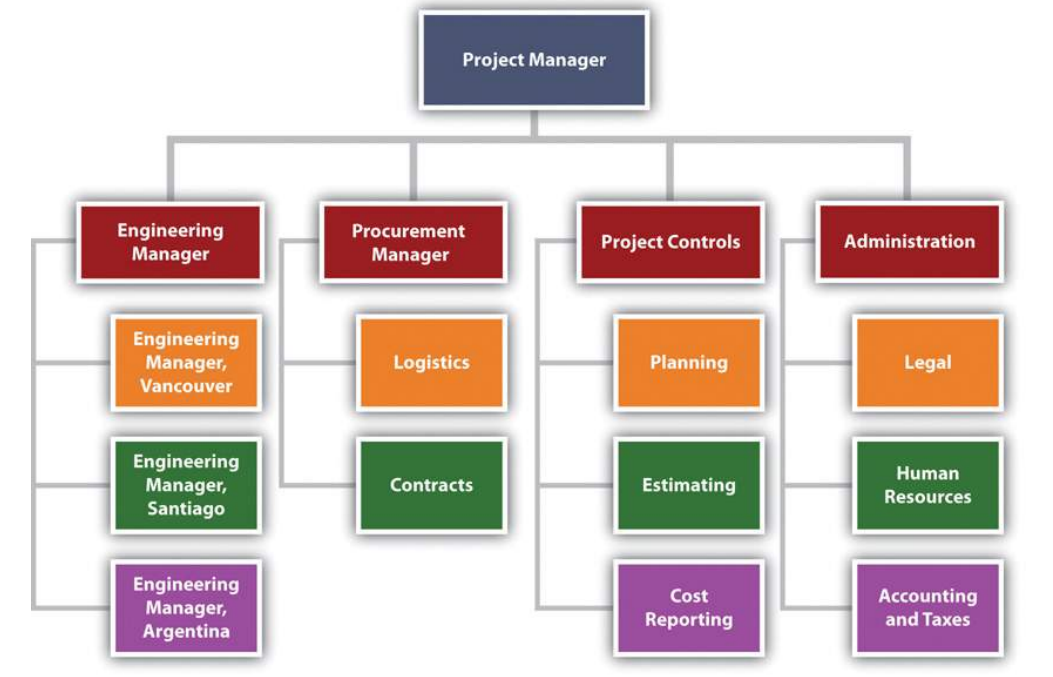 Project Manager
Engineering
Manager
Procurement
Manager
Project Controls
Administration
Engineering
Manager,
Vancouver
Logistics
Planning
Legal
Engineering
Manager,
Santiago
Contracts
Estimating
Human
Resources
Engineering
Manager,
Argentina
Cost
Reporting
Accounting
and Taxes